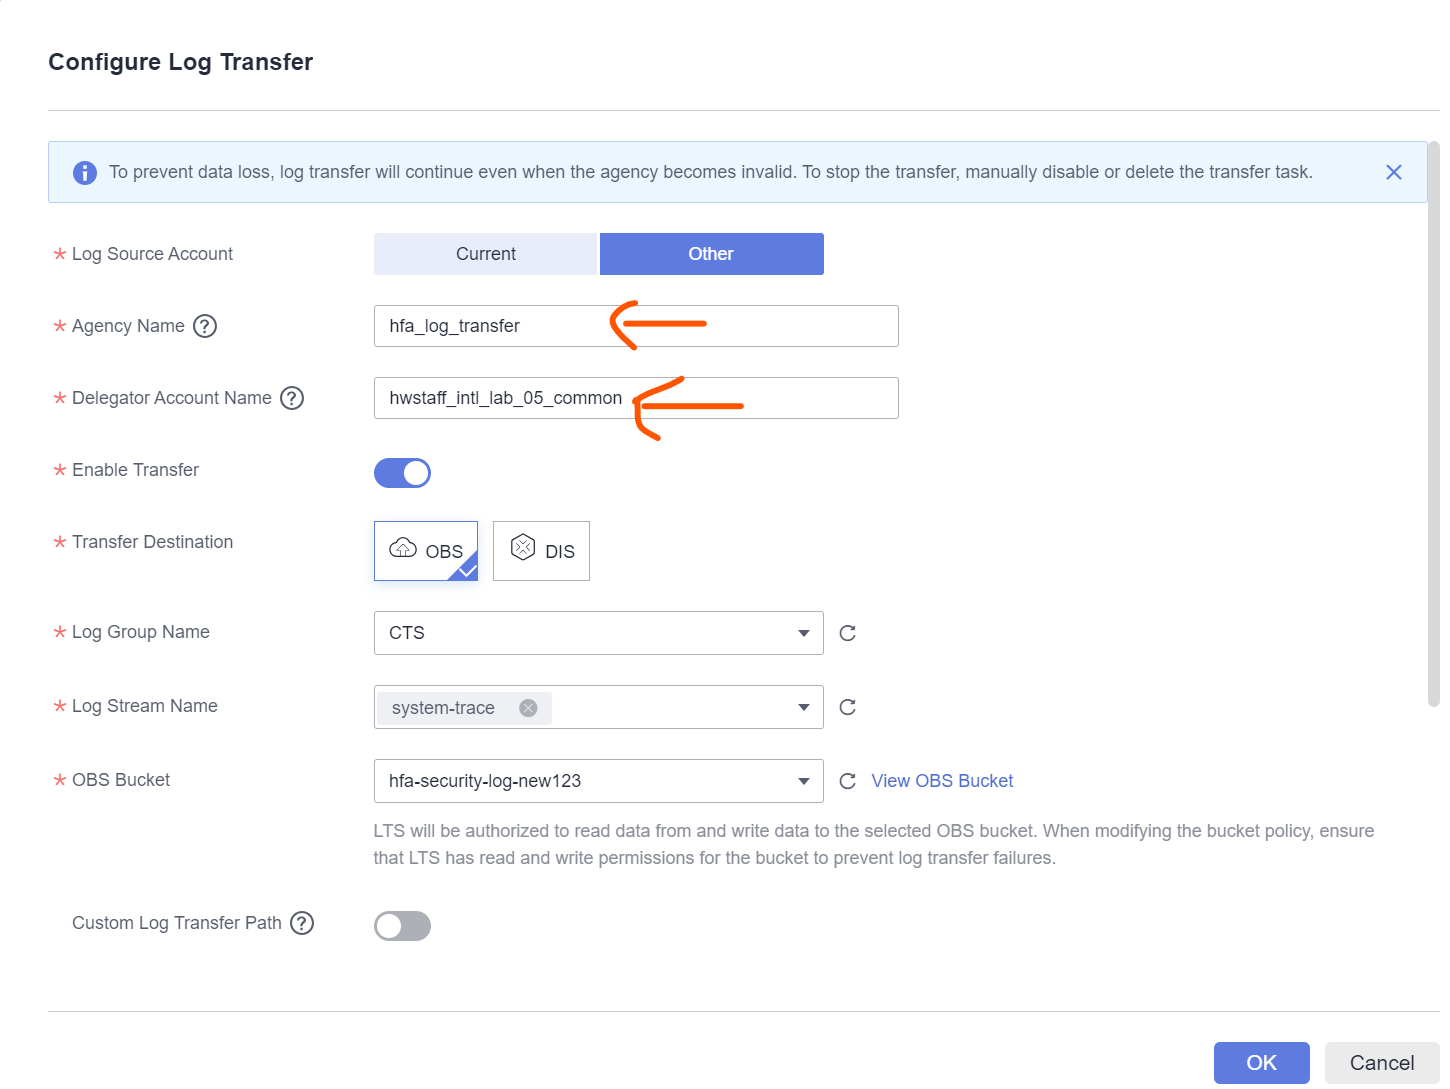 Configure Log Transfer
To prevent data loss, log transfer will continue even when the agency becomes invalid. To stop the transfer, manually disable or delete the transfer task.
* Log Source Account
Current
Other
* Agency Name ?
hfa_log_transfer
* Delegator Account Name ?
hwstaff_intl_lab_05_common
* Enable Transfer
* Transfer Destination
OBS
DIS
* Log Group Name
CTS
* Log Stream Name
system-trace
* OBS Bucket
hfa-security-log-new123
View OBS Bucket
LTS will be authorized to read data from and write data to the selected OBS bucket. When modifying the bucket policy, ensure
that LTS has read and write permissions for the bucket to prevent log transfer failures.
Custom Log Transfer Path ?
OK
Cancel